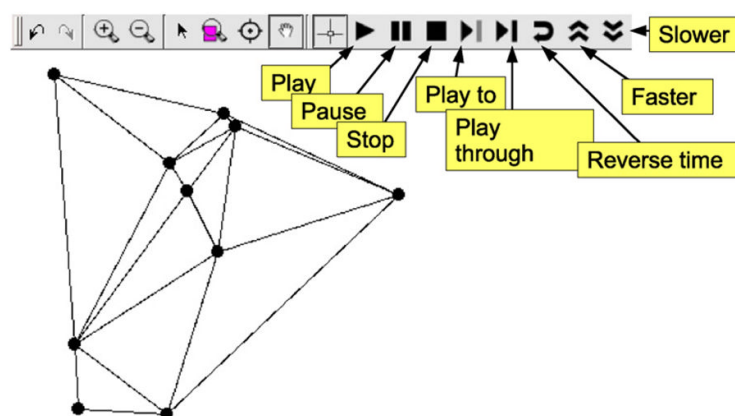 Slower
Play
Pause
Stop
Play to
Play
through
Faster
Reverse time